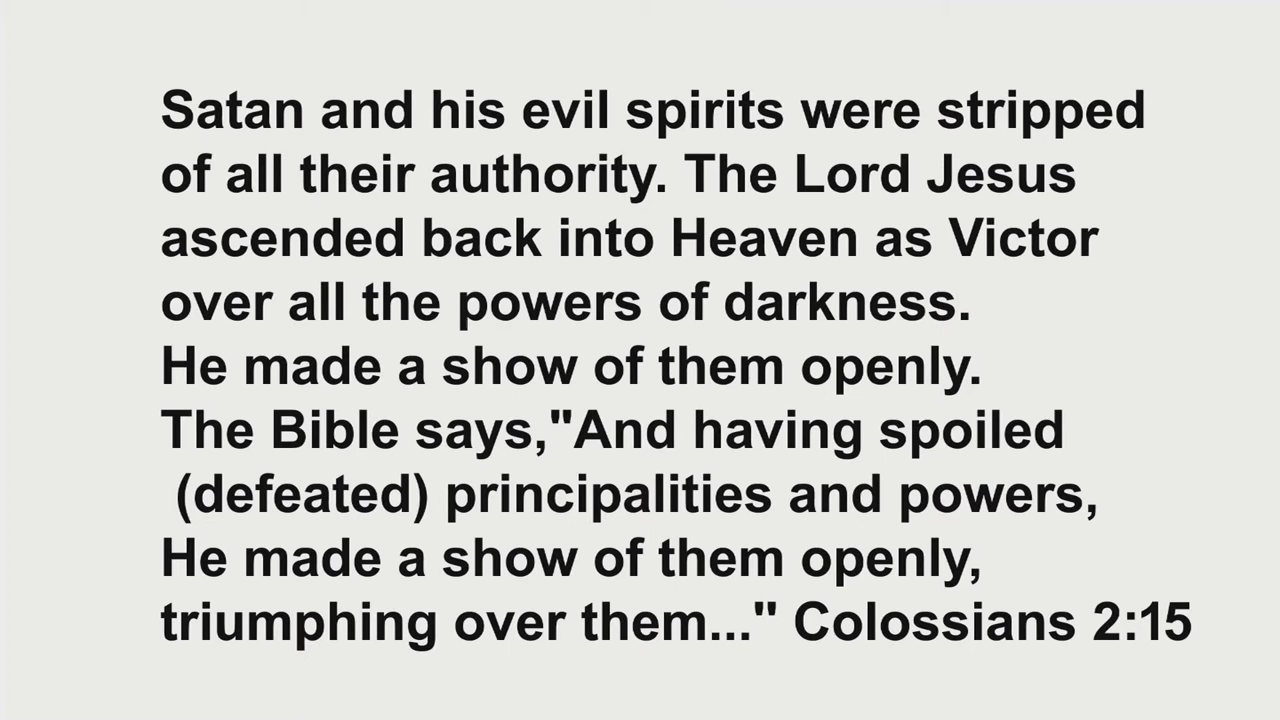 Satan and his evil spirits were stripped
of all their authority. The Lord Jesus
ascended back into Heaven as Victor
over all the powers of darkness.
He made a show of them openly.
The Bible says,"And having spoiled
(defeated) principalities and powers,
He made a show of them openly,
triumphing over them..." Colossians 2:15